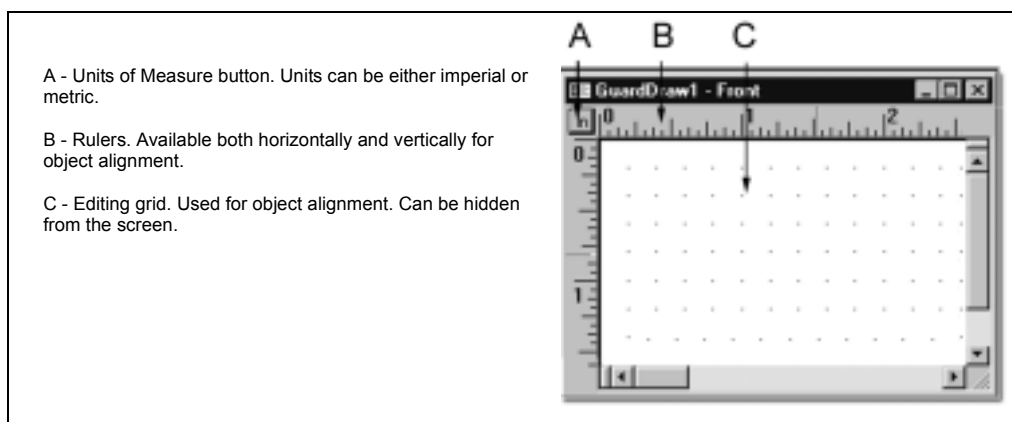 A B C
A - Units of Measure button. Units can be either imperial or
metric.
B - Rulers. Available both horizontally and vertically for
object alignment.
C - Editing grid. Used for object alignment. Can be hidden
from the screen.
GuardDraw1 - Front
in 0 1 2
0
1